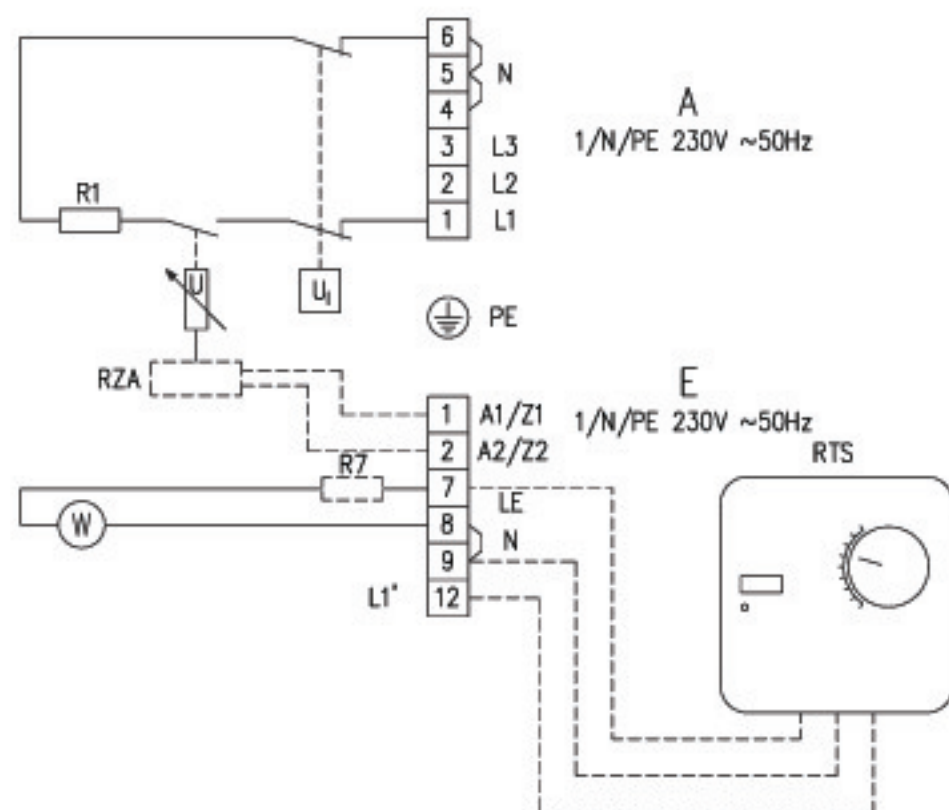 6
5 N
4
A
3 L3 1/N/PE 230V ~50Hz
2 L2
R1
1 L1
U
U₁
PE
RZA
E
1 A1/Z1 1/N/PE 230V ~50Hz
2 A2/Z2
RTS
R7
7 LE
W
8 N
9
L1* 12